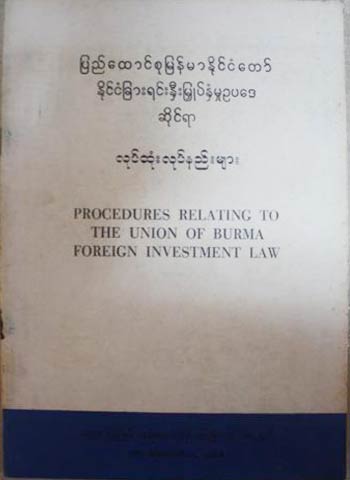 ပြည်ထောင်စုမြန်မာနိုင်ငံတော်
နိုင်ငံခြားရင်းနှီးမြှုပ်နှံမှုဥပဒေ
ဆိုင်ရာ
လုပ်ထုံးလုပ်နည်းများ
PROCEDURES RELATING TO
THE UNION OF BURMA
FOREIGN INVESTMENT LAW